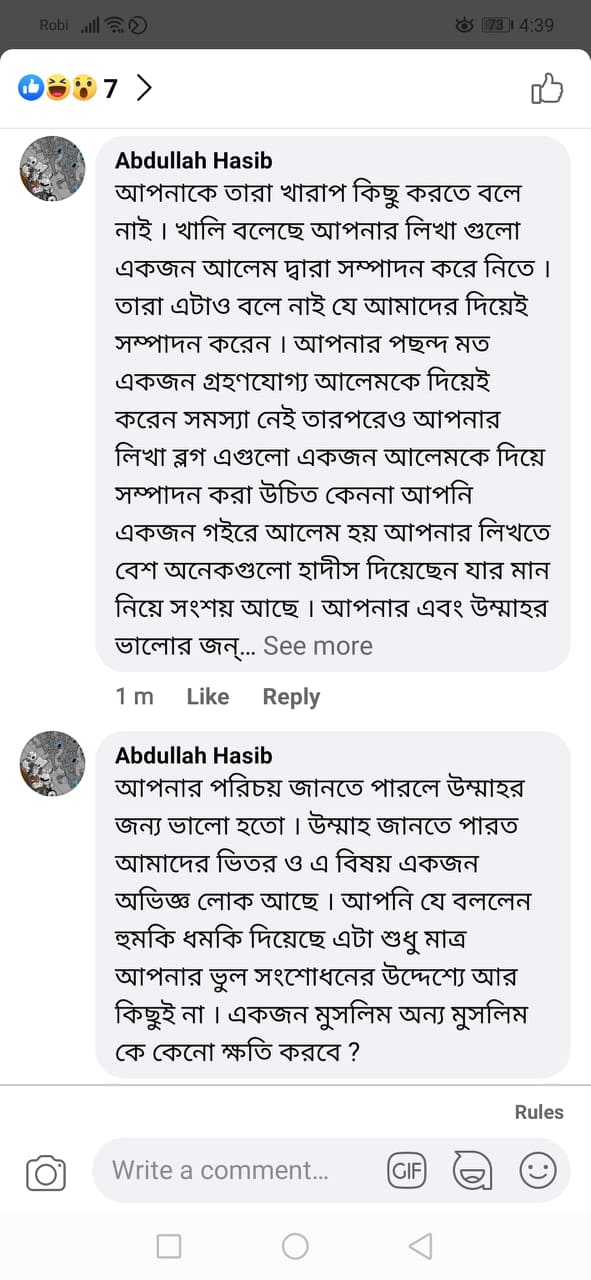 Robi 73 4:39
7
Abdullah Hasib
আপনাকে তারা খারাপ কিছু করতে বলে
নাই । খালি বলেছে আপনার লিখা গুলো
একজন আলেম দ্বারা সম্পাদন করে নিতে ।
তারা এটাও বলে নাই যে আমাদের দিয়েই
সম্পাদন করেন । আপনার পছন্দ মত
একজন গ্রহণযোগ্য আলেমকে দিয়েই
করেন সমস্যা নেই তারপরেও আপনার
লিখা ব্লগ এগুলো একজন আলেমকে দিয়ে
সম্পাদন করা উচিত কেননা আপনি
একজন গইরে আলেম হয় আপনার লিখতে
বেশ অনেকগুলো হাদীস দিয়েছেন যার মান
নিয়ে সংশয় আছে । আপনার এবং উম্মাহর
ভালোর জন্... See more
1 m Like Reply
Abdullah Hasib
আপনার পরিচয় জানতে পারলে উম্মাহর
জন্য ভালো হতো । উম্মাহ জানতে পারত
আমাদের ভিতর ও এ বিষয় একজন
অভিজ্ঞ লোক আছে । আপনি যে বললেন
হুমকি ধমকি দিয়েছে এটা শুধু মাত্র
আপনার ভুল সংশোধনের উদ্দেশ্যে আর
কিছুই না । একজন মুসলিম অন্য মুসলিম
কে কেনো ক্ষতি করবে ?
Rules
Write a comment... GIF